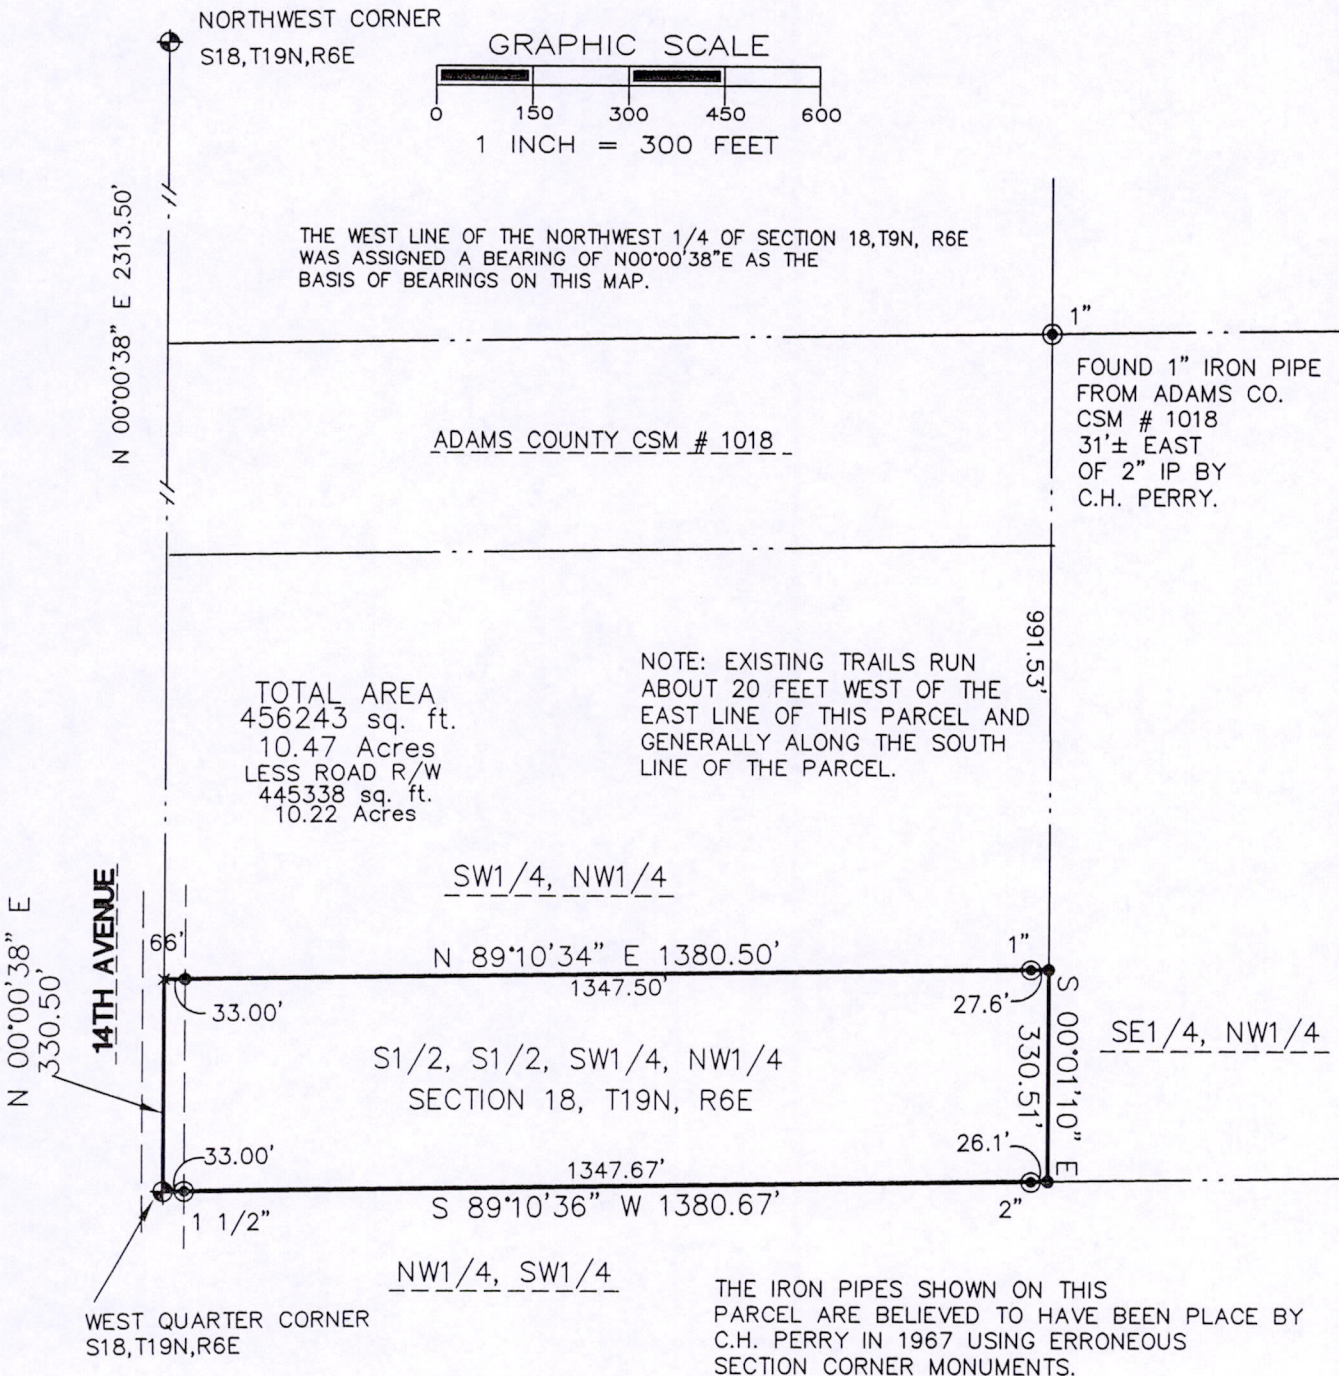 NORTHWEST CORNER
S18,T19N,R6E
GRAPHIC SCALE
0 150 300 450 600
1 INCH = 300 FEET
N 00°00'38" E 2313.50'
THE WEST LINE OF THE NORTHWEST 1/4 OF SECTION 18,T9N, R6E
WAS ASSIGNED A BEARING OF N00°00'38"E AS THE
BASIS OF BEARINGS ON THIS MAP.
1"
FOUND 1" IRON PIPE
FROM ADAMS CO.
CSM # 1018
31'± EAST
OF 2" IP BY
C.H. PERRY.
ADAMS COUNTY CSM # 1018
991.53'
NOTE: EXISTING TRAILS RUN
ABOUT 20 FEET WEST OF THE
EAST LINE OF THIS PARCEL AND
GENERALLY ALONG THE SOUTH
LINE OF THE PARCEL.
TOTAL AREA
456243 sq. ft.
10.47 Acres
LESS ROAD R/W
445338 sq. ft.
10.22 Acres
SW1/4, NW1/4
N 00°00'38" E
330.50'
14TH AVENUE
66'
N 89°10'34" E 1380.50'
1"
1347.50'
33.00'
27.6'
S 00°01'10" E
330.51'
SE1/4, NW1/4
S1/2, S1/2, SW1/4, NW1/4
SECTION 18, T19N, R6E
33.00'
1347.67'
26.1'
S 89°10'36" W 1380.67'
1 1/2"
2"
NW1/4, SW1/4
WEST QUARTER CORNER
S18,T19N,R6E
THE IRON PIPES SHOWN ON THIS
PARCEL ARE BELIEVED TO HAVE BEEN PLACE BY
C.H. PERRY IN 1967 USING ERRONEOUS
SECTION CORNER MONUMENTS.